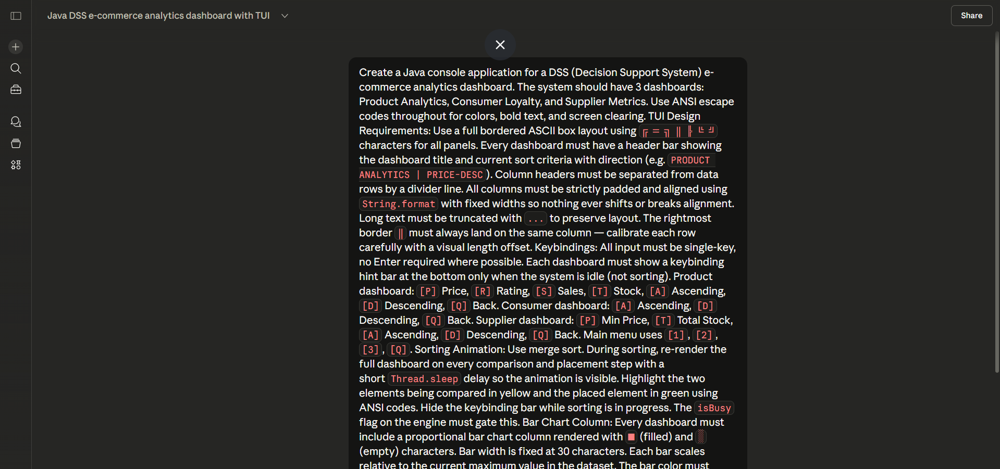 Java DSS e-commerce analytics dashboard with TUI
Share
Create a Java console application for a DSS (Decision Support System) e-
commerce analytics dashboard. The system should have 3 dashboards:
Product Analytics, Consumer Loyalty, and Supplier Metrics. Use ANSI escape
codes throughout for colors, bold text, and screen clearing. TUI Design
Requirements: Use a full bordered ASCII box layout using ╔ ═ ╗ ║ ╠ ╚ ╝
characters for all panels. Every dashboard must have a header bar showing
the dashboard title and current sort criteria with direction (e.g. PRODUCT
ANALYTICS | PRICE-DESC). Column headers must be separated from data
rows by a divider line. All columns must be strictly padded and aligned using
String.format with fixed widths so nothing ever shifts or breaks alignment.
Long text must be truncated with ... to preserve layout. The rightmost
border ║ must always land on the same column — calibrate each row
carefully with a visual length offset. Keybindings: All input must be single-key,
no Enter required where possible. Each dashboard must show a keybinding
hint bar at the bottom only when the system is idle (not sorting). Product
dashboard: [P] Price, [R] Rating, [S] Sales, [T] Stock, [A] Ascending,
[D] Descending, [Q] Back. Consumer dashboard: [A] Ascending, [D]
Descending, [Q] Back. Supplier dashboard: [P] Min Price, [T] Total Stock,
[A] Ascending, [D] Descending, [Q] Back. Main menu uses [1], [2],
[3], [Q]. Sorting Animation: Use merge sort. During sorting, re-render the
full dashboard on every comparison and placement step with a
short Thread.sleep delay so the animation is visible. Highlight the two
elements being compared in yellow and the placed element in green using
ANSI codes. Hide the keybinding bar while sorting is in progress. The isBusy
flag on the engine must gate this. Bar Chart Column: Every dashboard must
include a proportional bar chart column rendered with ■ (filled) and ░
(empty) characters. Bar width is fixed at 30 characters. Each bar scales
relative to the current maximum value in the dataset. The bar color must